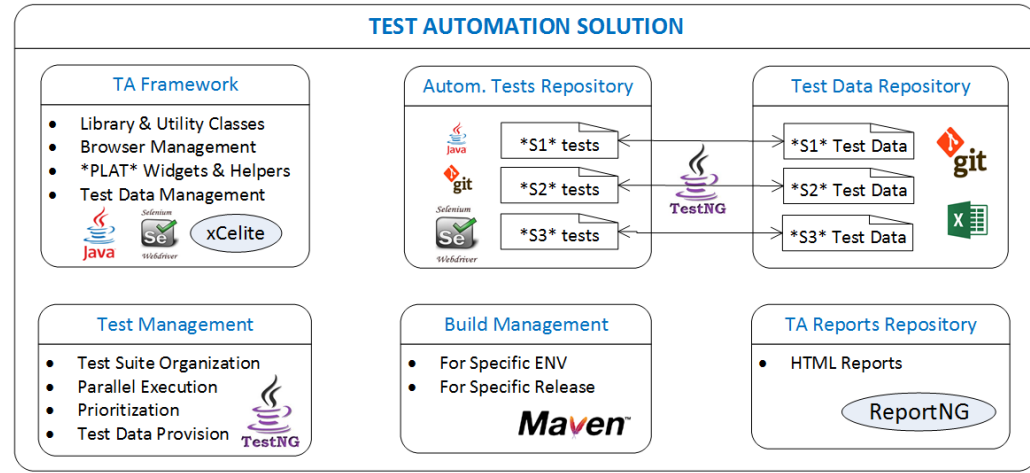 TEST AUTOMATION SOLUTION
TA Framework
• Library & Utility Classes
• Browser Management
• *PLAT* Widgets & Helpers
• Test Data Management
Java
Selenium
Se
Webdriver
xCelite
Autom. Tests Repository
Java
*S1* tests
git
*S2* tests
Selenium
Se
Webdriver
*S3* tests
TestNG
Test Data Repository
*S1* Test Data
git
*S2* Test Data
X
*S3* Test Data
Test Management
• Test Suite Organization
• Parallel Execution
• Prioritization
• Test Data Provision
TestNG
Build Management
• For Specific ENV
• For Specific Release
Maven™
TA Reports Repository
• HTML Reports
ReportNG